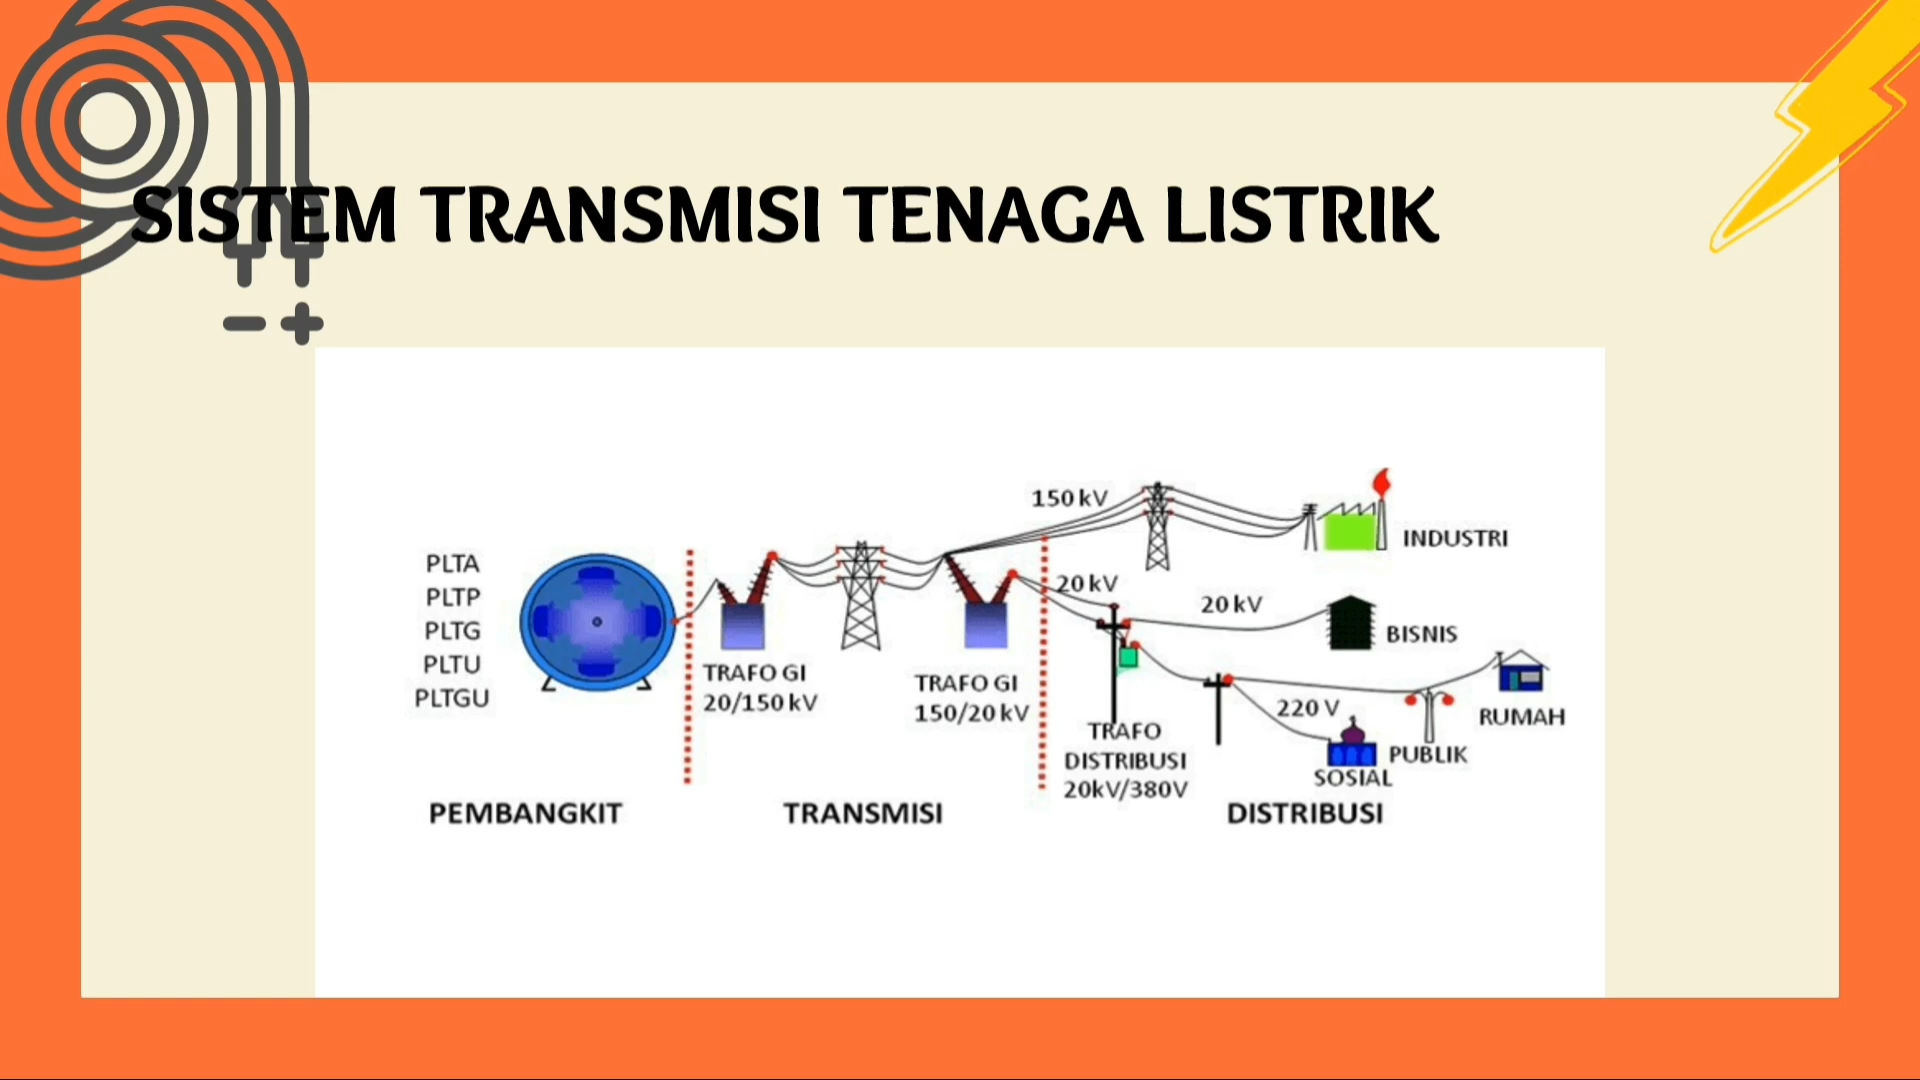 SISTEM TRANSMISI TENAGA LISTRIK
PLTA
PLTP
PLTG
PLTU
PLTGU
PEMBANGKIT
TRAFO GI
20/150 kV
TRAFO GI
150/20 kV
TRANSMISI
150 kV
INDUSTRI
20 kV
20 kV
BISNIS
TRAFO
DISTRIBUSI
20kV/380V
220 V
SOSIAL
PUBLIK
RUMAH
DISTRIBUSI